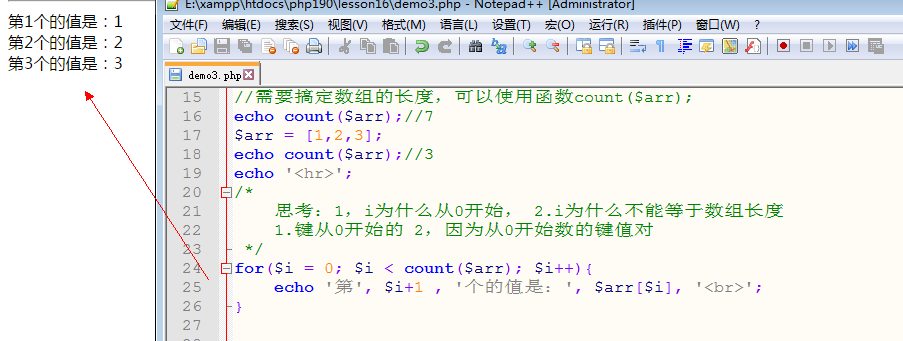 第1个的值是：1
第2个的值是：2
第3个的值是：3
E:\xampp\htdocs\php190\lesson16\demo3.php - Notepad++ [Administrator]
文件(F) 编辑(E) 搜索(S) 视图(V) 格式(M) 语言(L) 设置(T) 宏(O) 运行(R) 插件(P) 窗口(W) ?
demo3.php
15 //需要搞定数组的长度，可以使用函数count($arr);
16 echo count($arr);//7
17 $arr = [1,2,3];
18 echo count($arr);//3
19 echo '<hr>';
20 /*
21 思考：1，i为什么从0开始， 2.i为什么不能等于数组长度
22 1.键从0开始的 2，因为从0开始数的键值对
23 */
24 for($i = 0; $i < count($arr); $i++){
25 echo '第', $i+1 , '个的值是：', $arr[$i], '<br>';
26 }
27